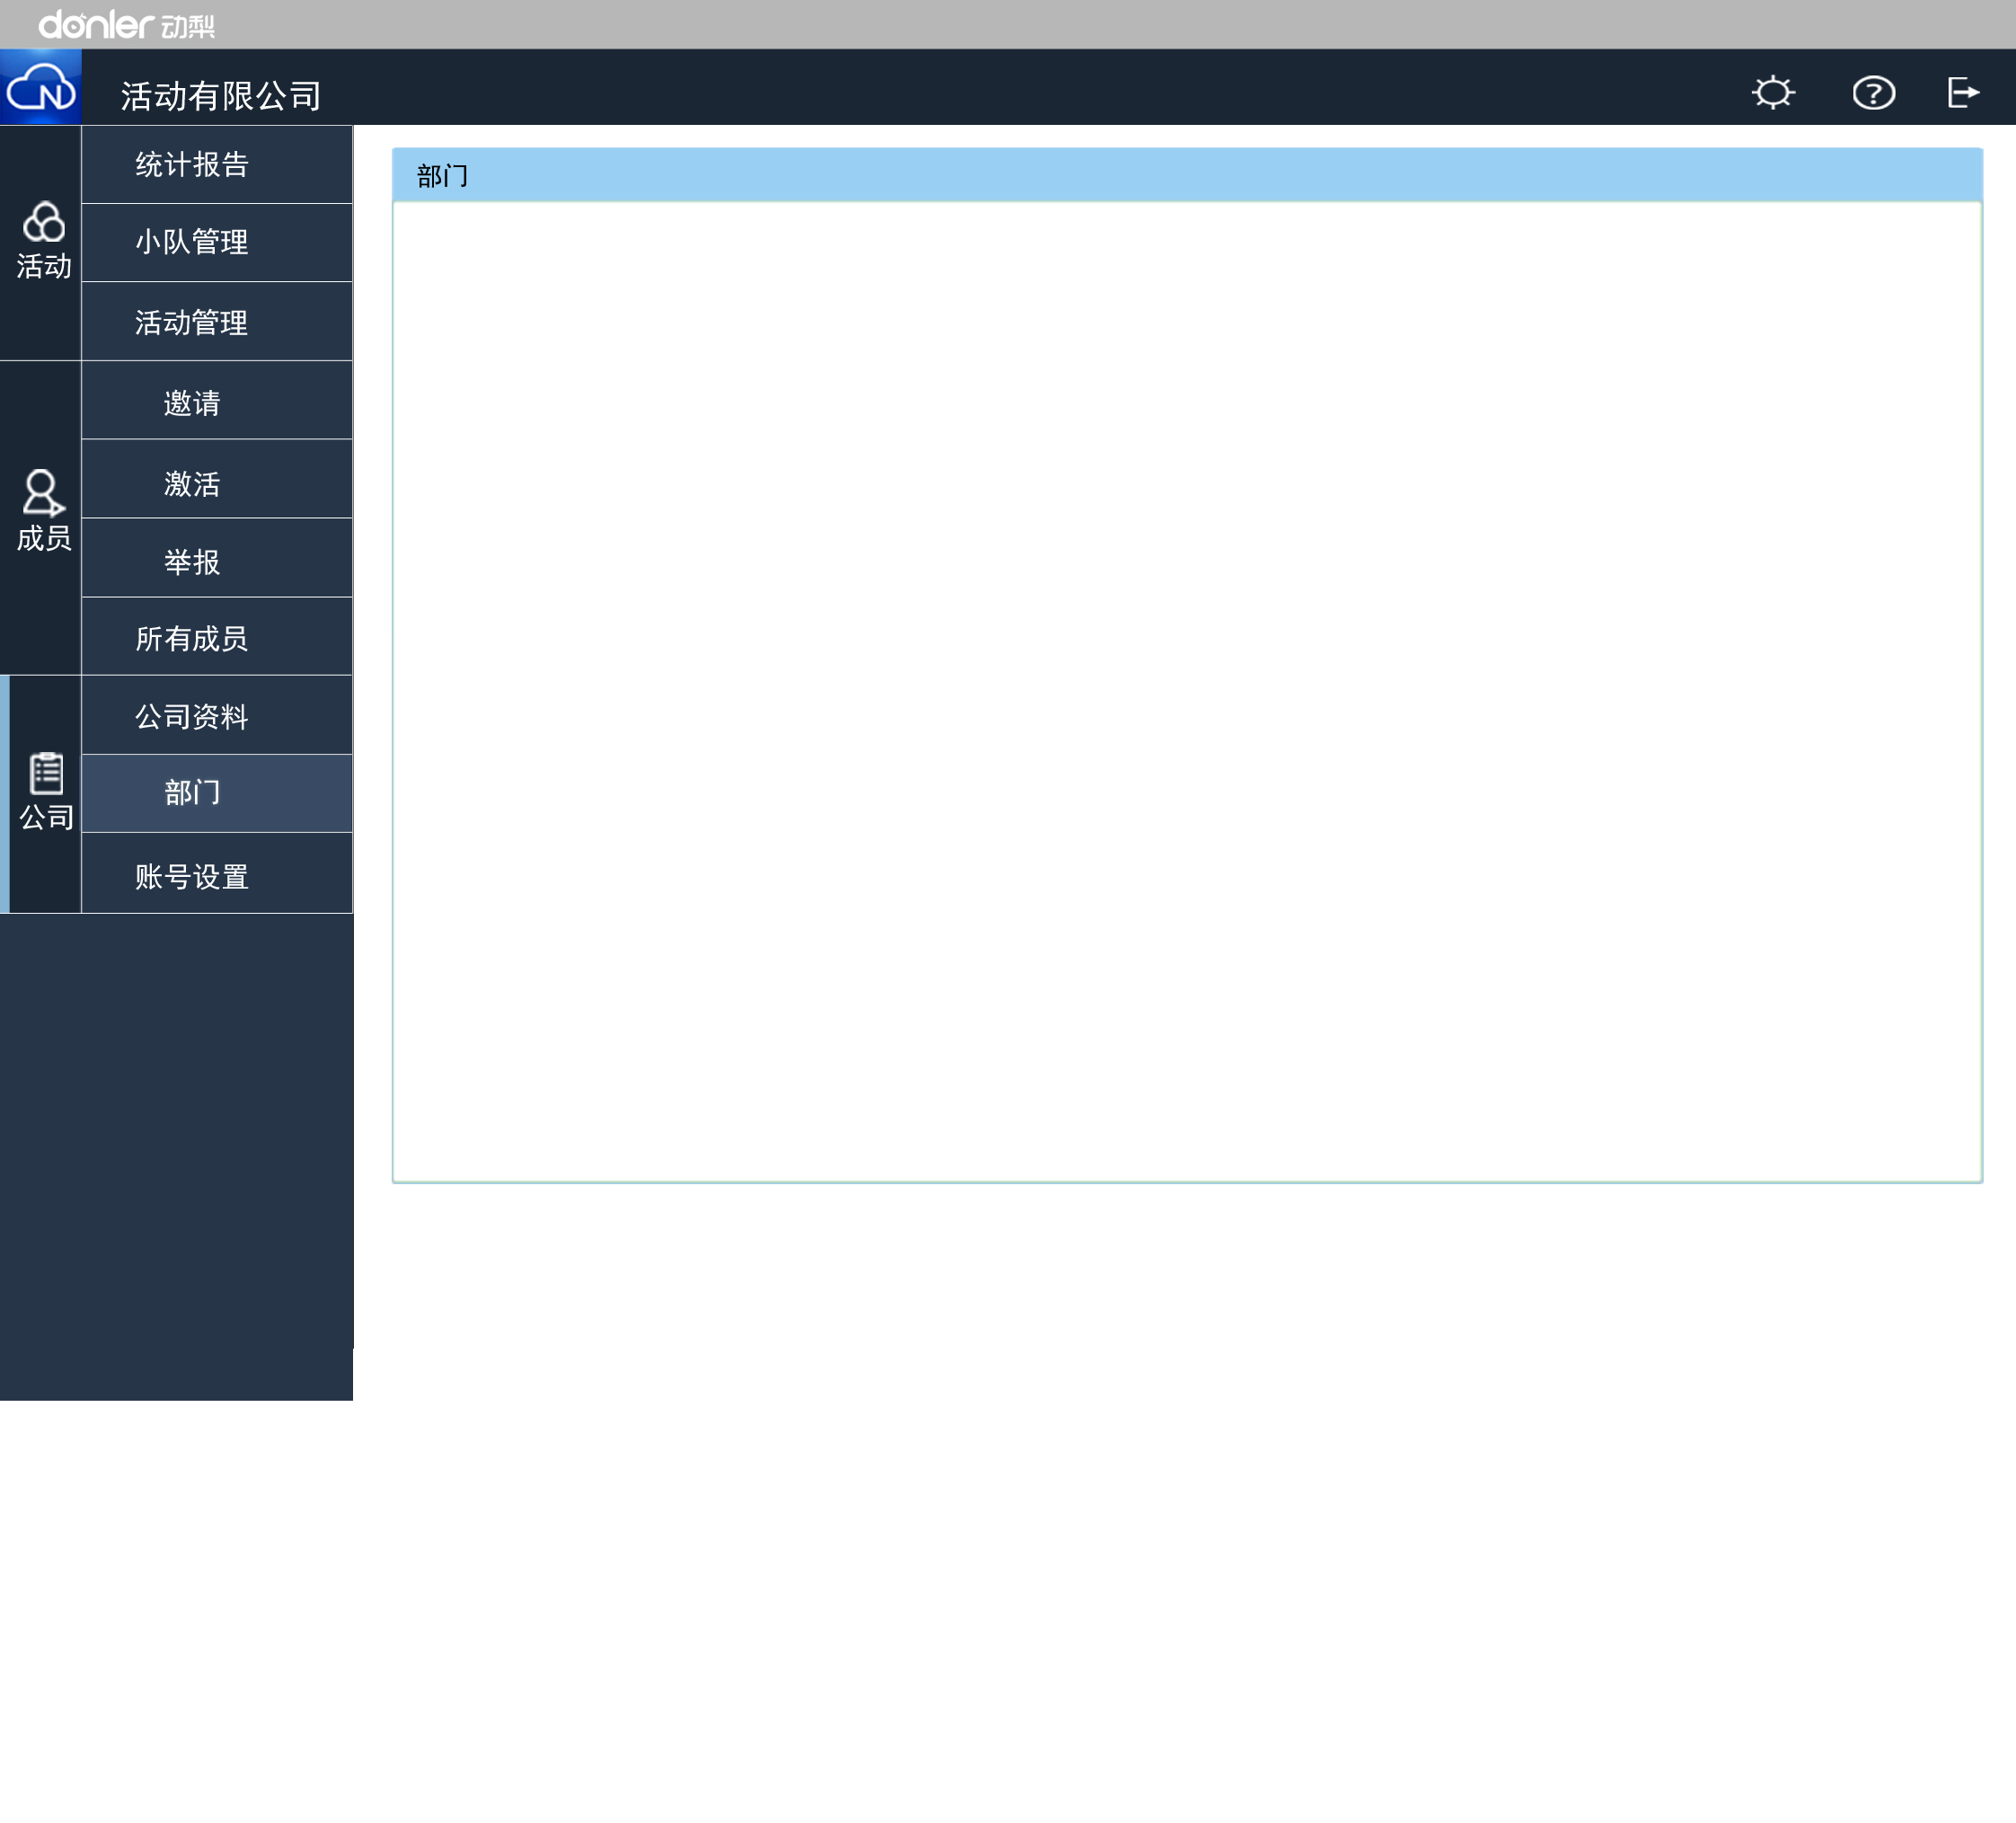 donler 动梨
活动有限公司
活动
统计报告
小队管理
活动管理
成员
邀请
激活
举报
所有成员
公司
公司资料
部门
账号设置
部门